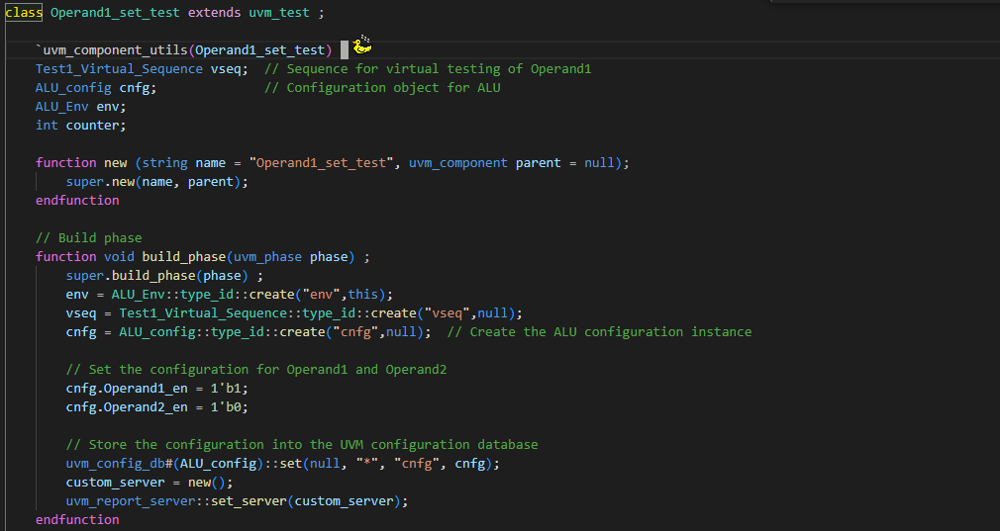 class Operand1_set_test extends uvm_test ;
`uvm_component_utils(Operand1_set_test)
Test1_Virtual_Sequence vseq;  // Sequence for virtual testing of Operand1
ALU_config cnfg;              // Configuration object for ALU
ALU_Env env;
int counter;
function new (string name = "Operand1_set_test", uvm_component parent = null);
super.new(name, parent);
endfunction
// Build phase
function void build_phase(uvm_phase phase) ;
super.build_phase(phase) ;
env = ALU_Env::type_id::create("env",this);
vseq = Test1_Virtual_Sequence::type_id::create("vseq",null);
cnfg = ALU_config::type_id::create("cnfg",null);  // Create the ALU configuration instance
// Set the configuration for Operand1 and Operand2
cnfg.Operand1_en = 1'b1;
cnfg.Operand2_en = 1'b0;
// Store the configuration into the UVM configuration database
uvm_config_db#(ALU_config)::set(null, "*", "cnfg", cnfg);
custom_server = new();
uvm_report_server::set_server(custom_server);
endfunction